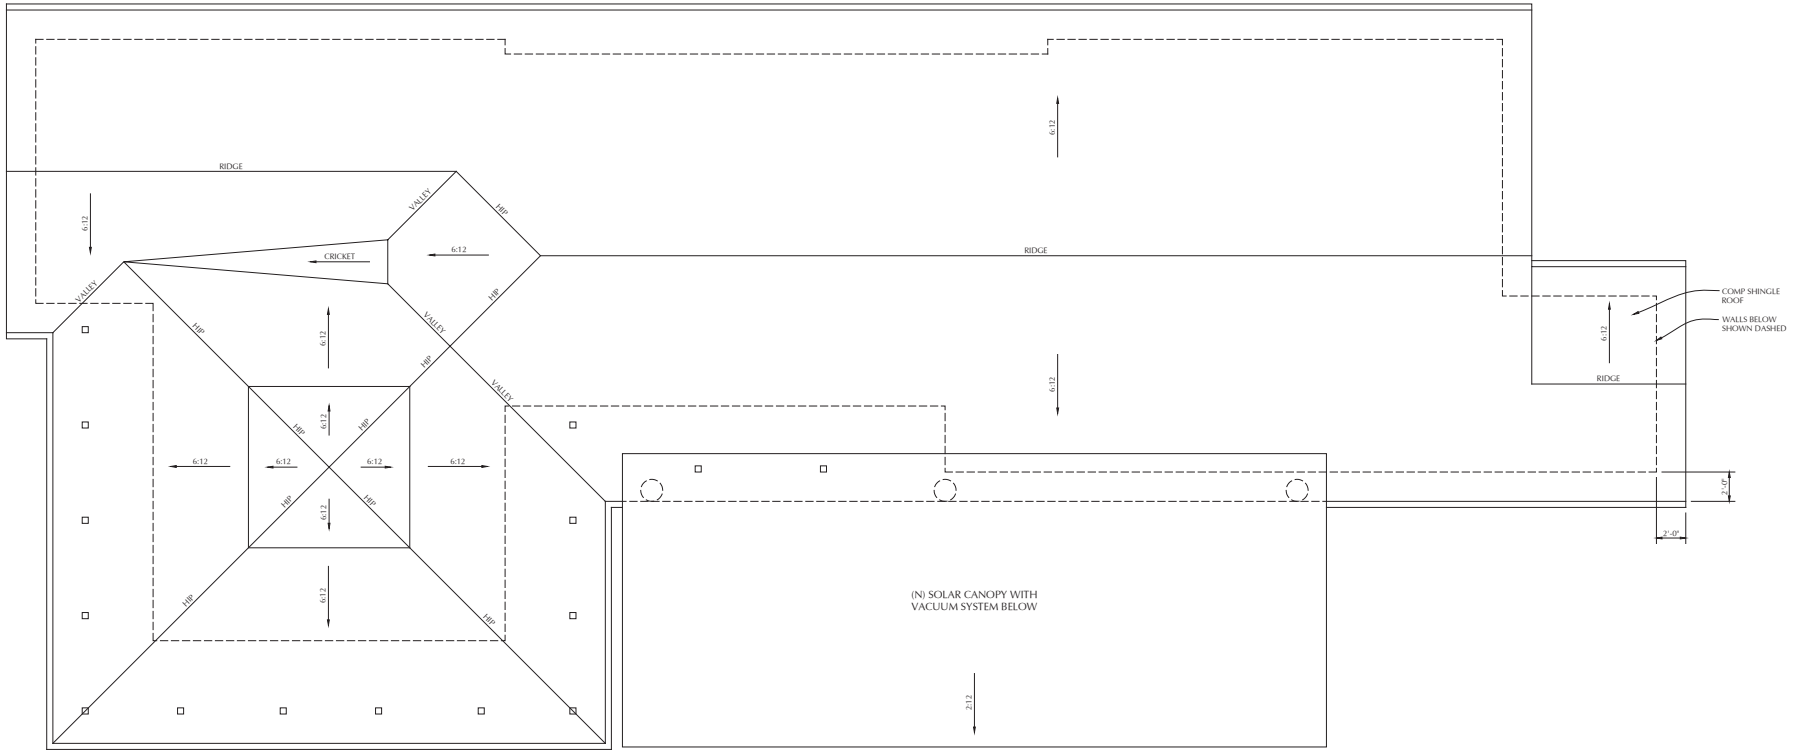 6:12
RIDGE
VALLEY
HIP
6:12
6:12
CRICKET
RIDGE
COMP SHINGLE
ROOF
VALLEY
HIP
WALLS BELOW
SHOWN DASHED
HIP
VALLEY
6:12
6:12
HIP
RIDGE
6:12
VALLEY
6:12
HIP
HIP
6:12
6:12
6:12
6:12
2'-0"
HIP
HIP
6:12
2'-0"
(N) SOLAR CANOPY WITH
VACUUM SYSTEM BELOW
HIP
6:12
HIP
2:12